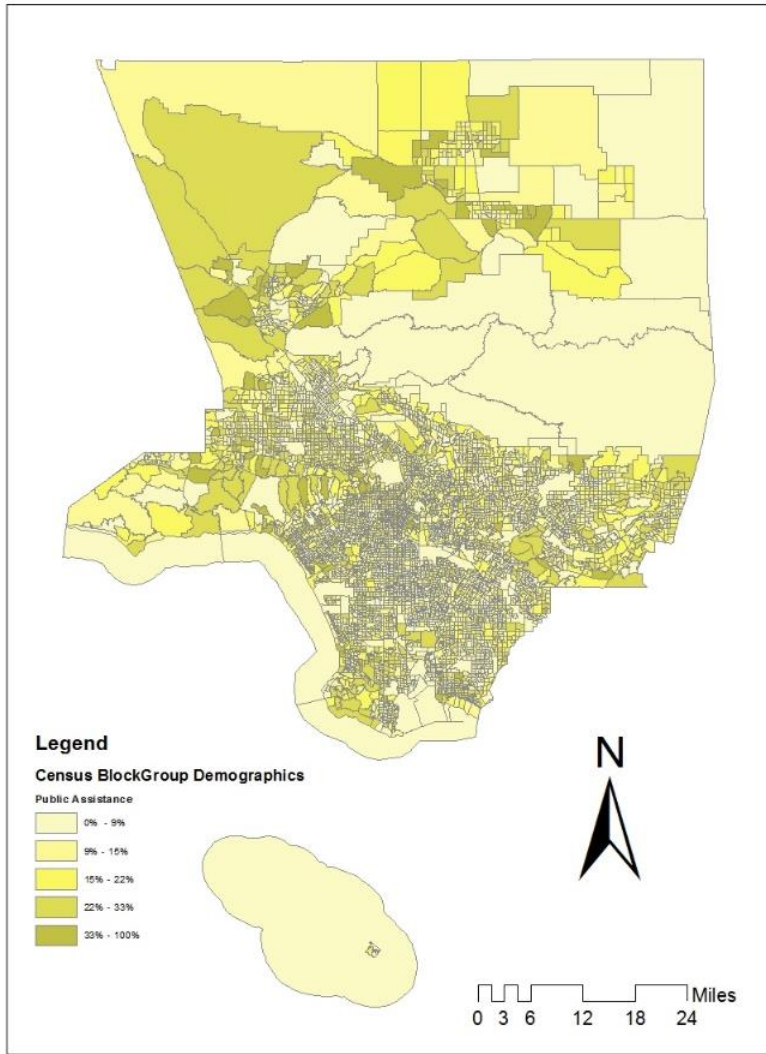 Legend
N
Census BlockGroup Demographics
Public Assistance
0% - 9%
9% - 15%
15% - 22%
22% - 33%
33% - 100%
Miles
0 3 6 12 18 24